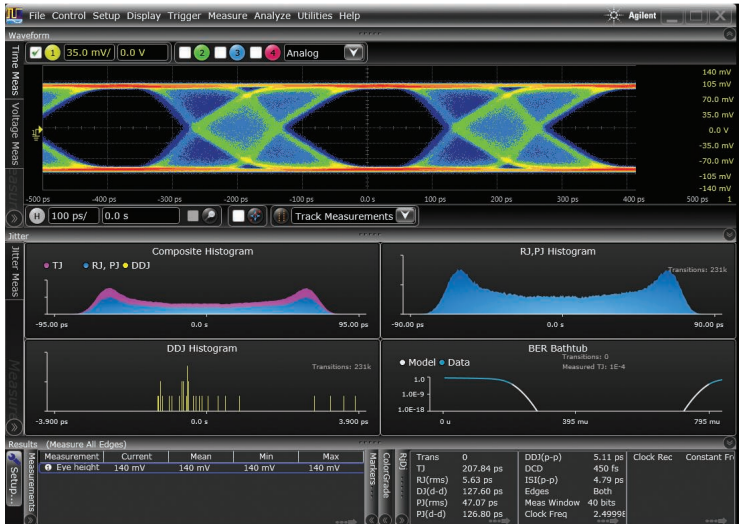 File Control Setup Display Trigger Measure Analyze Utilities Help
Agilent
Waveform
Time Meas
Voltage Meas
1 35.0 mV/ 0.0 V 2 3 4 Analog
140 mV
105 mV
70.0 mV
35.0 mV
0.0 V
-35.0 mV
-70.0 mV
-105 mV
-140 mV
-500 ps -400 ps -300 ps -200 ps -100 ps 0.0 s 100 ps 200 ps 300 ps 400 ps 500 ps 1
H 100 ps/ 0.0 s Track Measurements
Jitter
Jitter Meas
Composite Histogram
TJ RJ, PJ DDJ
-95.00 ps 0.0 s 95.00 ps
RJ,PJ Histogram
Transitions: 231k
-90.00 ps 0.0 s 90.00 ps
DDJ Histogram
Transitions: 231k
-3.900 ps 0.0 s 3.900 ps
BER Bathtub
Model Data
Transitions: 0
Measured TJ: 1E-4
1.0
1.0E-9
1.0E-18
0 u 395 mu 795 mu
Results (Measure All Edges)
Setup...
Measurements
Measurement Current Mean Min Max
Eye height 140 mV 140 mV 140 mV 140 mV
Markers
ColorGrade
RJDJ
Trans 0
TJ 207.84 ps
RJ(rms) 5.63 ps
DJ(d-d) 127.60 ps
PJ(rms) 47.07 ps
PJ(d-d) 126.80 ps
DDJ(p-p) 5.11 ps
DCD 450 fs
ISI(p-p) 4.79 ps
Edges Both
Meas Window 40 bits
Clock Freq 2.4999E
Clock Rec Constant Fr